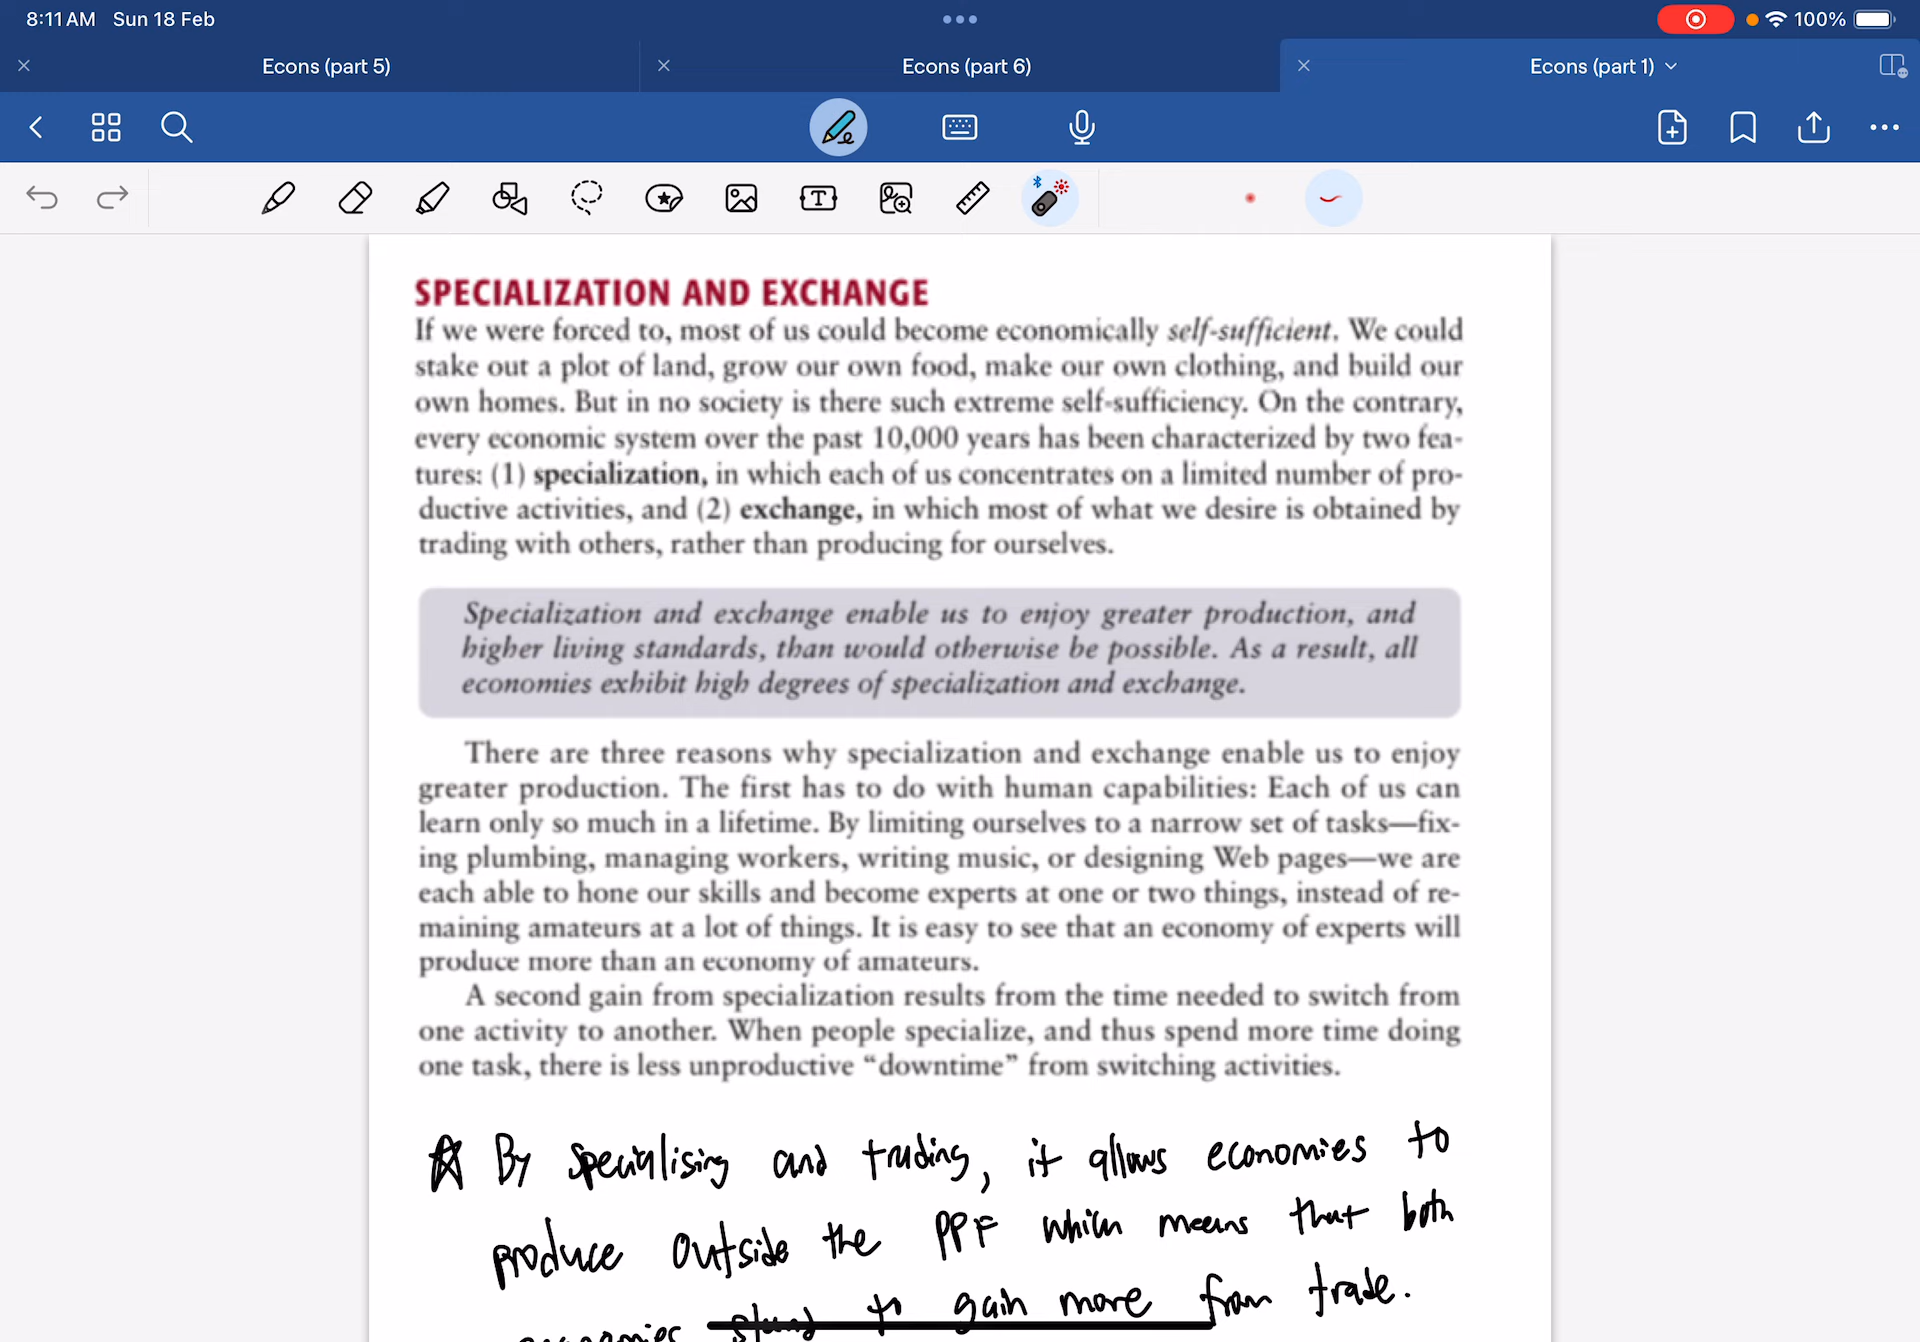 8:11 AM Sun 18 Feb
100%
Econs (part 5)
Econs (part 6)
Econs (part 1)
SPECIALIZATION AND EXCHANGE
If we were forced to, most of us could become economically self-sufficient. We could
stake out a plot of land, grow our own food, make our own clothing, and build our
own homes. But in no society is there such extreme self-sufficiency. On the contrary,
every economic system over the past 10,000 years has been characterized by two fea-
tures: (1) specialization, in which each of us concentrates on a limited number of pro-
ductive activities, and (2) exchange, in which most of what we desire is obtained by
trading with others, rather than producing for ourselves.
Specialization and exchange enable us to enjoy greater production, and
higher living standards, than would otherwise be possible. As a result, all
economies exhibit high degrees of specialization and exchange.
There are three reasons why specialization and exchange enable us to enjoy
greater production. The first has to do with human capabilities: Each of us can
learn only so much in a lifetime. By limiting ourselves to a narrow set of tasks—fix-
ing plumbing, managing workers, writing music, or designing Web pages—we are
each able to hone our skills and become experts at one or two things, instead of re-
maining amateurs at a lot of things. It is easy to see that an economy of experts will
produce more than an economy of amateurs.
A second gain from specialization results from the time needed to switch from
one activity to another. When people specialize, and thus spend more time doing
one task, there is less unproductive “downtime” from switching activities.
By specialising and trading, it allows economies to
produce outside the PPF which means that both
economies stand to gain more from trade.